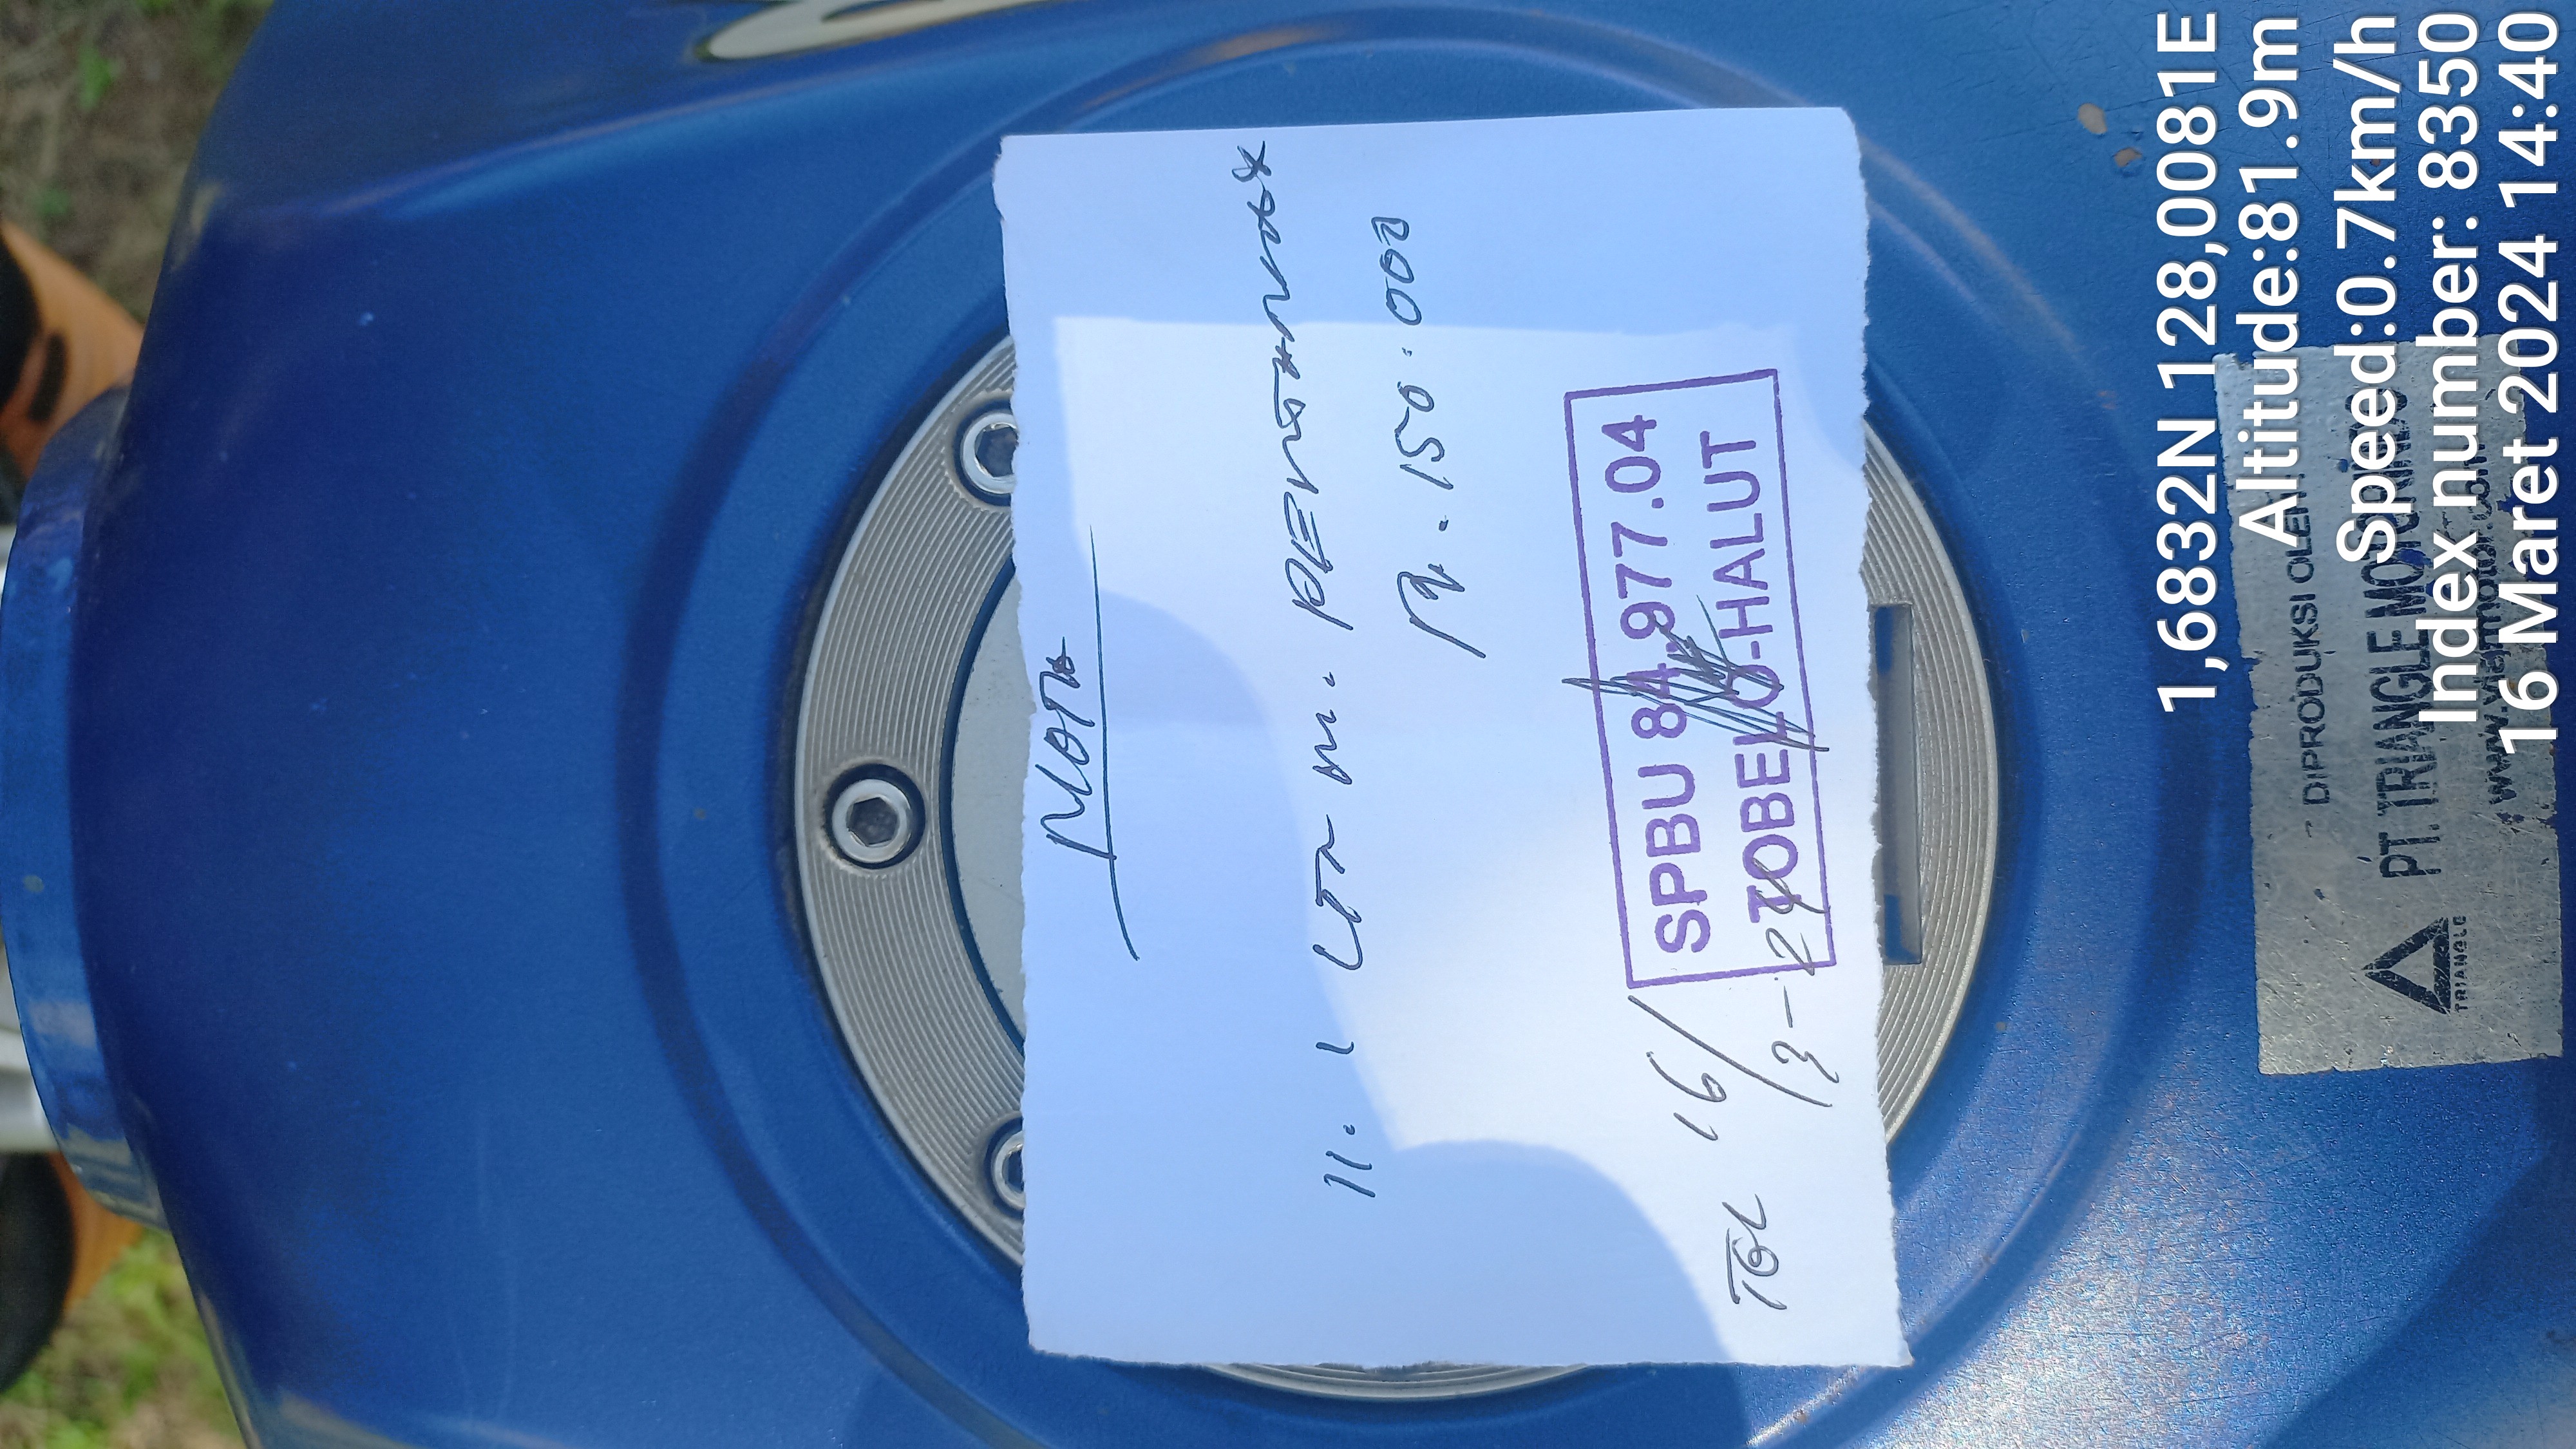 NOTA
11.1 LTR M. PERTAMAX
Rp. 150.000
SPBU 84.977.04
TOBELO-HALUT
TGL 16/3-24
1,6832N 128,0081E
Altitude:81.9m
Speed:0.7km/h
Index number: 8350
16 Maret 2024 14:40
DIPRODUKSI OLEH
PT. TRIANGLE MOTORINDO
TRIANGLE